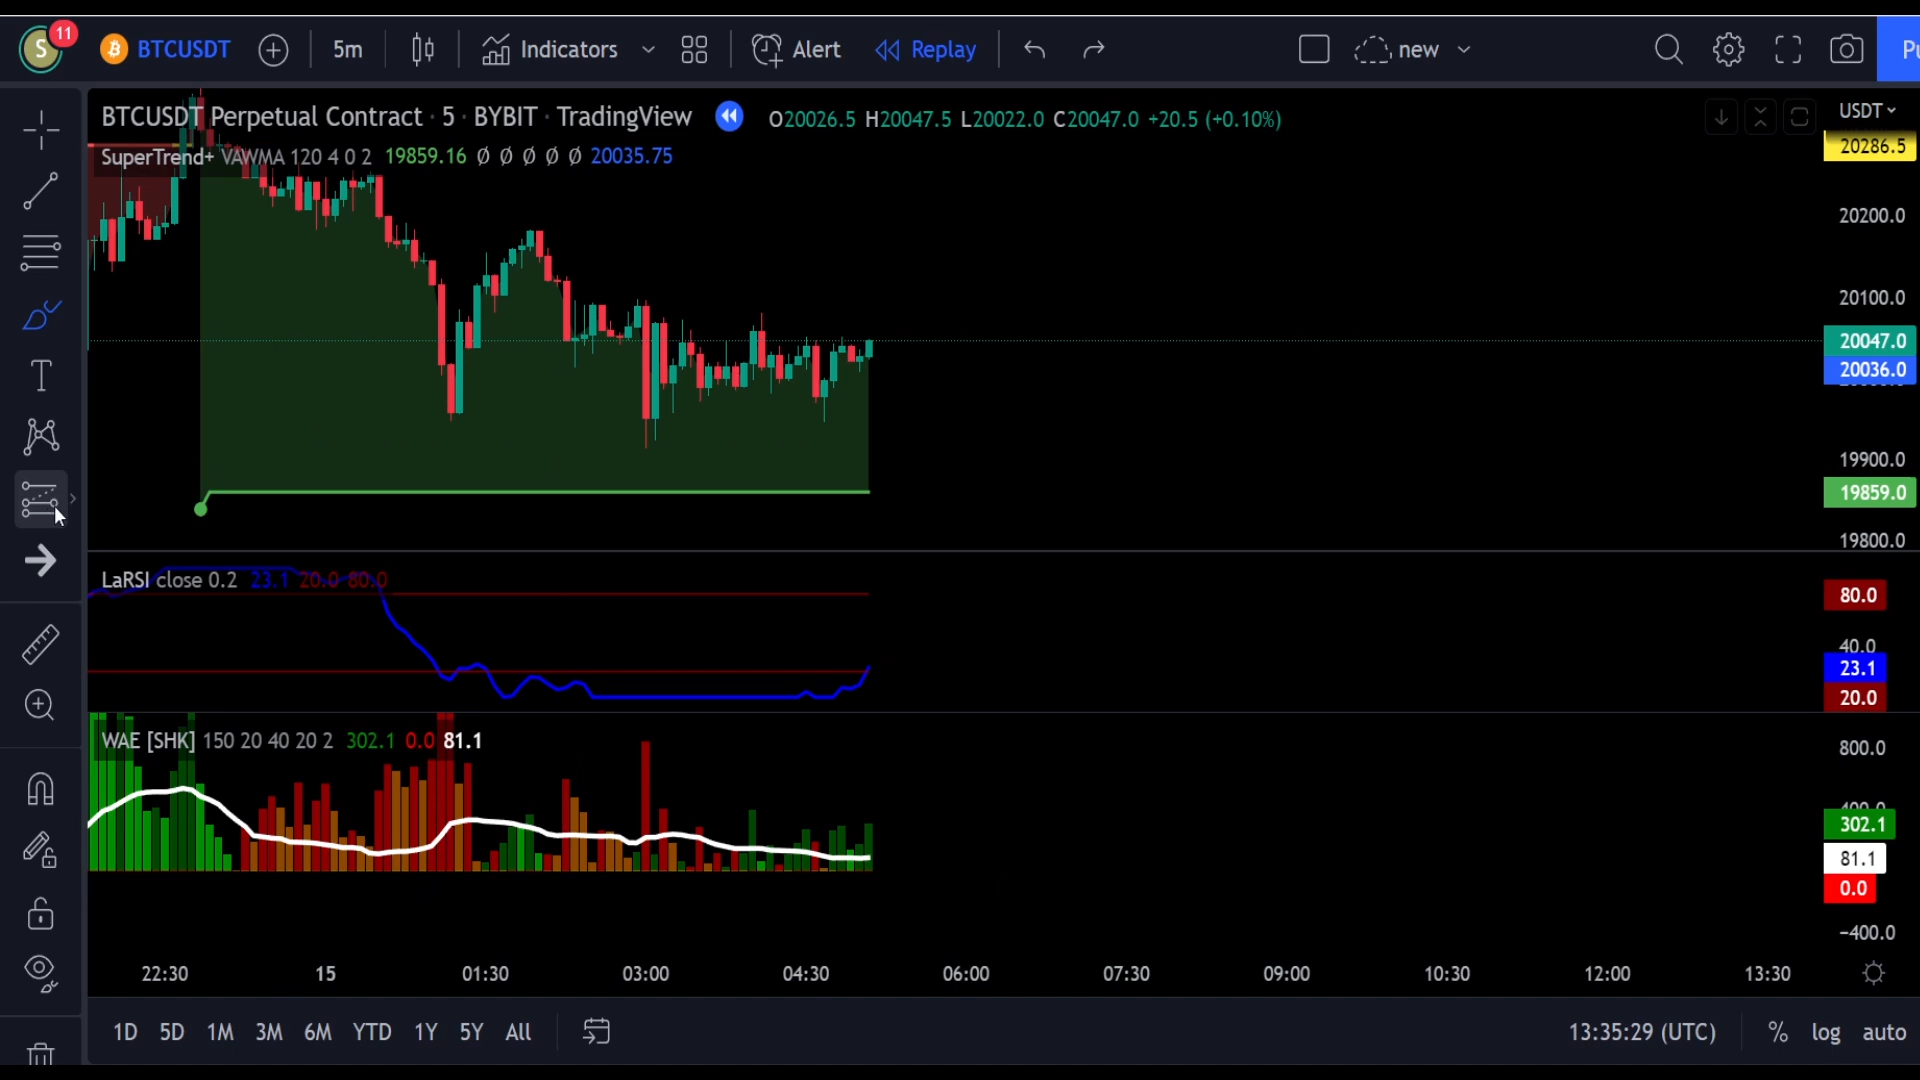 S 11 BTCUSDT 5m Indicators Alert Replay new Pu
BTCUSDT Perpetual Contract · 5 · BYBIT · TradingView O20026.5 H20047.5 L20022.0 C20047.0 +20.5 (+0.10%)
SuperTrend+ VAWMA 120 4 0 2 19859.16 Ø Ø Ø Ø Ø 20035.75
USDT
20286.5
20200.0
20100.0
20047.0
20036.0
19900.0
19859.0
19800.0
LaRSI close 0.2 23.1 20.0 80.0
80.0
40.0
23.1
20.0
WAE [SHK] 150 20 40 20 2 302.1 0.0 81.1
800.0
400.0
302.1
81.1
0.0
−400.0
22:30 15 01:30 03:00 04:30 06:00 07:30 09:00 10:30 12:00 13:30
1D 5D 1M 3M 6M YTD 1Y 5Y All 13:35:29 (UTC) % log auto